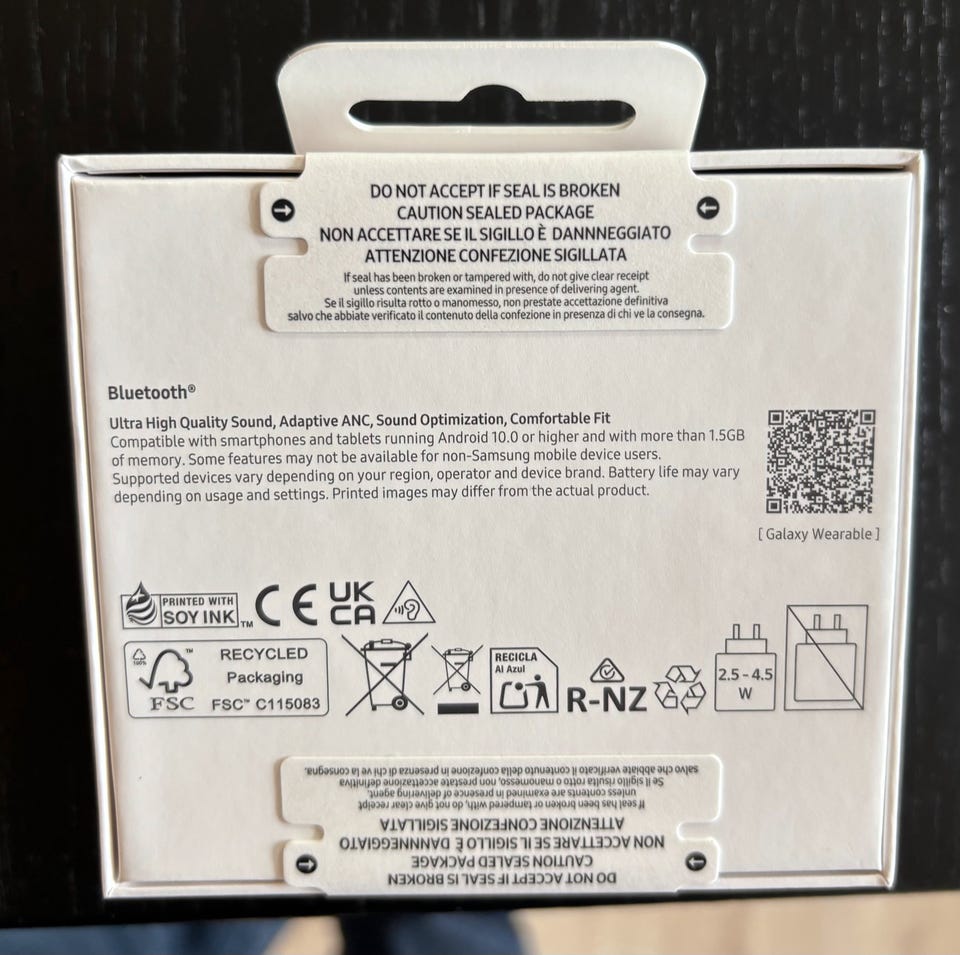 DO NOT ACCEPT IF SEAL IS BROKEN
CAUTION SEALED PACKAGE
NON ACCETTARE SE IL SIGILLO È DANNNEGGIATO
ATTENZIONE CONFEZIONE SIGILLATA
If seal has been broken or tampered with, do not give clear receipt
unless contents are examined in presence of delivering agent.
Se il sigillo risulta rotto o manomesso, non prestate accettazione definitiva
salvo che abbiate verificato il contenuto della confezione in presenza di chi ve la consegna.
Bluetooth®
Ultra High Quality Sound, Adaptive ANC, Sound Optimization, Comfortable Fit
Compatible with smartphones and tablets running Android 10.0 or higher and with more than 1.5GB
of memory. Some features may not be available for non-Samsung mobile device users.
Supported devices vary depending on your region, operator and device brand. Battery life may vary
depending on usage and settings. Printed images may differ from the actual product.
[ Galaxy Wearable ]
PRINTED WITH
SOY INK™
CE
UK
CA
100%
™
FSC
RECYCLED
Packaging
FSC™ C115083
RECICLA
Al Azul
R-NZ
2.5 - 4.5
W
DO NOT ACCEPT IF SEAL IS BROKEN
CAUTION SEALED PACKAGE
NON ACCETTARE SE IL SIGILLO È DANNNEGGIATO
ATTENZIONE CONFEZIONE SIGILLATA
If seal has been broken or tampered with, do not give clear receipt
unless contents are examined in presence of delivering agent.
Se il sigillo risulta rotto o manomesso, non prestate accettazione definitiva
salvo che abbiate verificato il contenuto della confezione in presenza di chi ve la consegna.